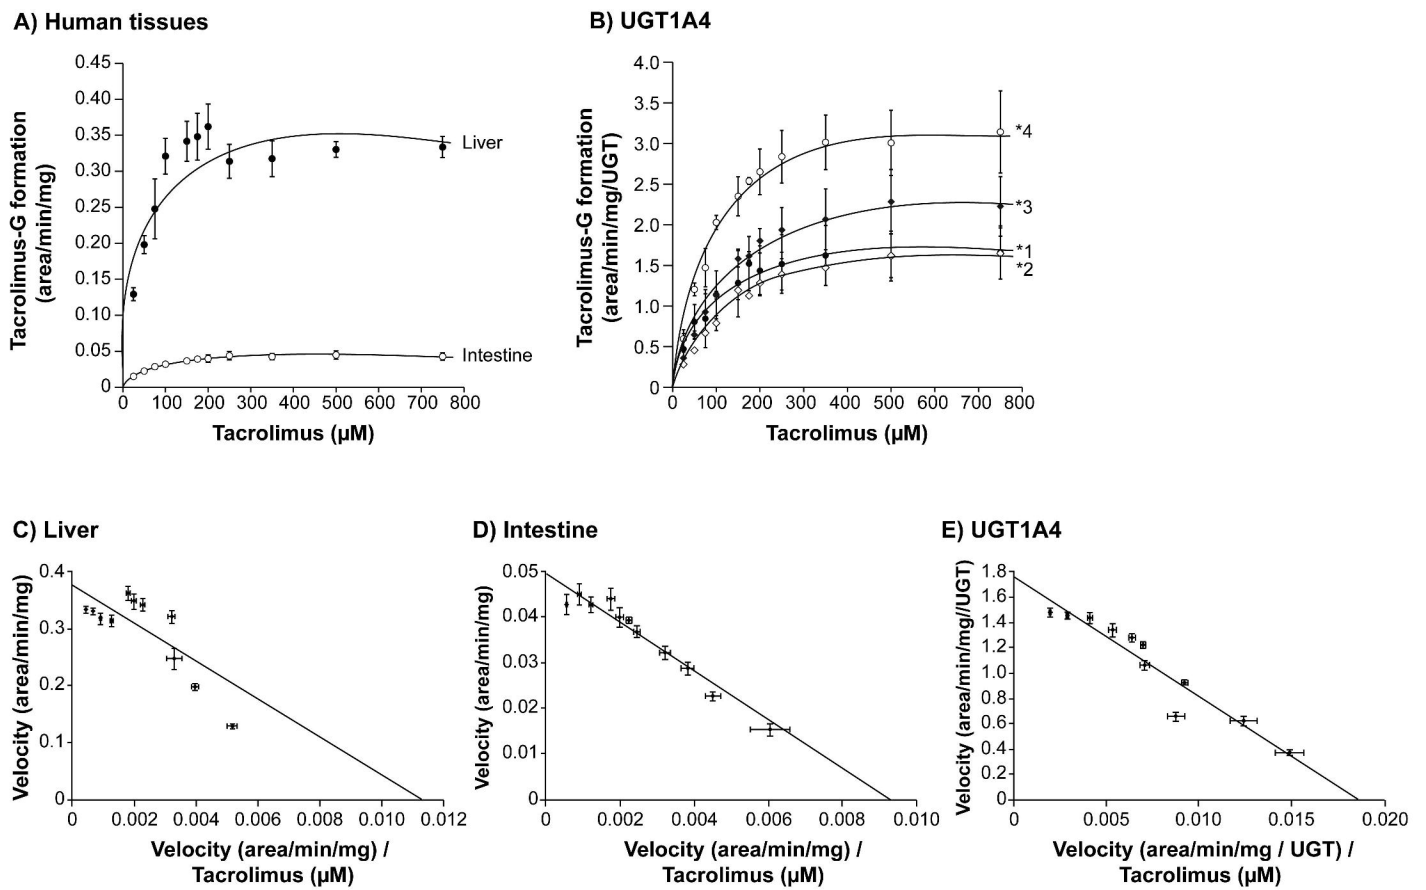 A) Human tissues
Tacrolimus-G formation
(area/min/mg)
0.45
0.40
0.35
0.30
0.25
0.20
0.15
0.10
0.05
0
Liver
Intestine
0 100 200 300 400 500 600 700 800
Tacrolimus (µM)
B) UGT1A4
Tacrolimus-G formation
(area/min/mg/UGT)
4.0
3.5
3.0
2.5
2.0
1.5
1.0
0.5
0
*4
*3
*1
*2
0 100 200 300 400 500 600 700 800
Tacrolimus (µM)
C) Liver
Velocity (area/min/mg)
0.4
0.3
0.2
0.1
0
0 0.002 0.004 0.006 0.008 0.010 0.012
Velocity (area/min/mg) /
Tacrolimus (µM)
D) Intestine
Velocity (area/min/mg)
0.05
0.04
0.03
0.02
0.01
0
0 0.002 0.004 0.006 0.008 0.010
Velocity (area/min/mg) /
Tacrolimus (µM)
E) UGT1A4
Velocity (area/min/mg//UGT)
1.8
1.6
1.4
1.2
1.0
0.8
0.6
0.4
0.2
0
0 0.005 0.010 0.015 0.020
Velocity (area/min/mg / UGT) /
Tacrolimus (µM)